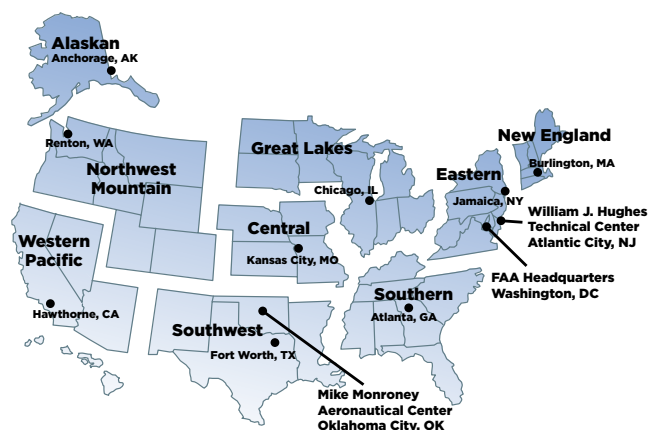 Alaskan
Anchorage, AK
Renton, WA
Northwest
Mountain
Great Lakes
Chicago, IL
New England
Burlington, MA
Eastern
Jamaica, NY
William J. Hughes
Technical Center
Atlantic City, NJ
FAA Headquarters
Washington, DC
Western
Pacific
Hawthorne, CA
Central
Kansas City, MO
Southern
Atlanta, GA
Southwest
Fort Worth, TX
Mike Monroney
Aeronautical Center
Oklahoma City, OK